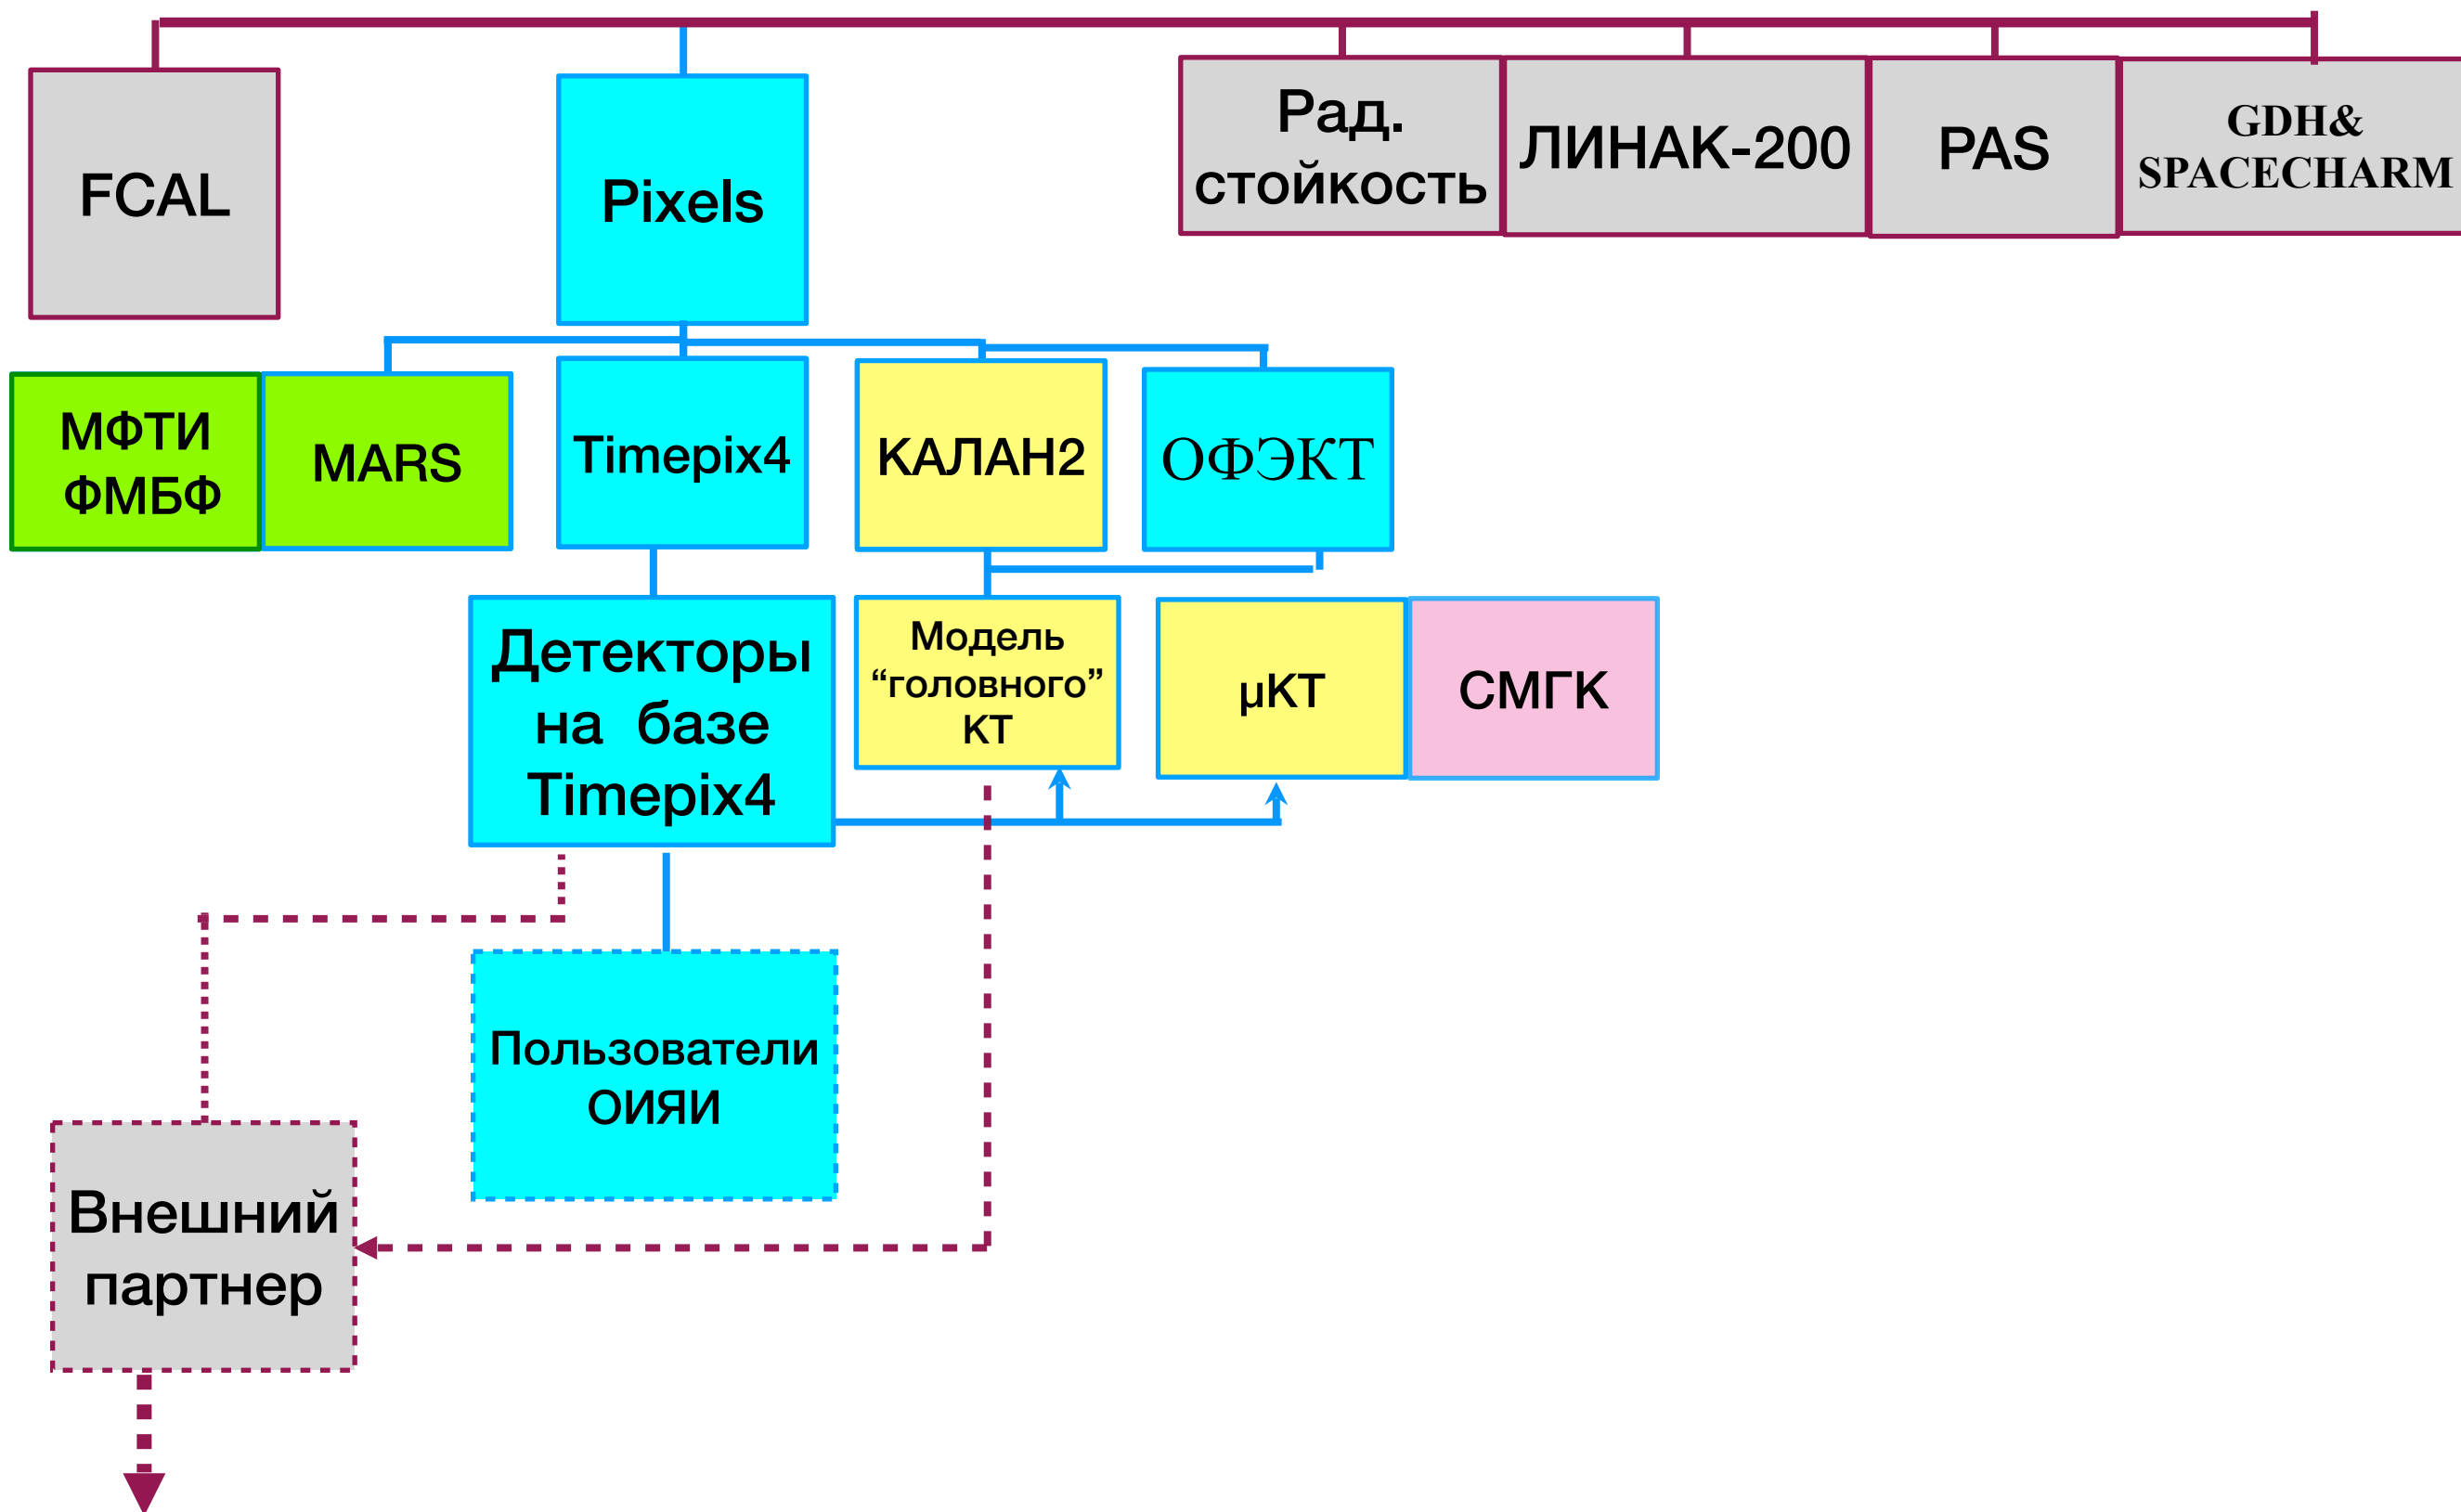 FCAL
Pixels
Рад.
стойкость
ЛИНАК-200
PAS
GDH&
SPACECHARM
МФТИ
ФМБФ
MARS
Timepix4
КАЛАН2
ОФЭКТ
Детекторы
на базе
Timepix4
Модель
“головного”
КТ
μКТ
СМГК
Пользователи
ОИЯИ
Внешний
партнер